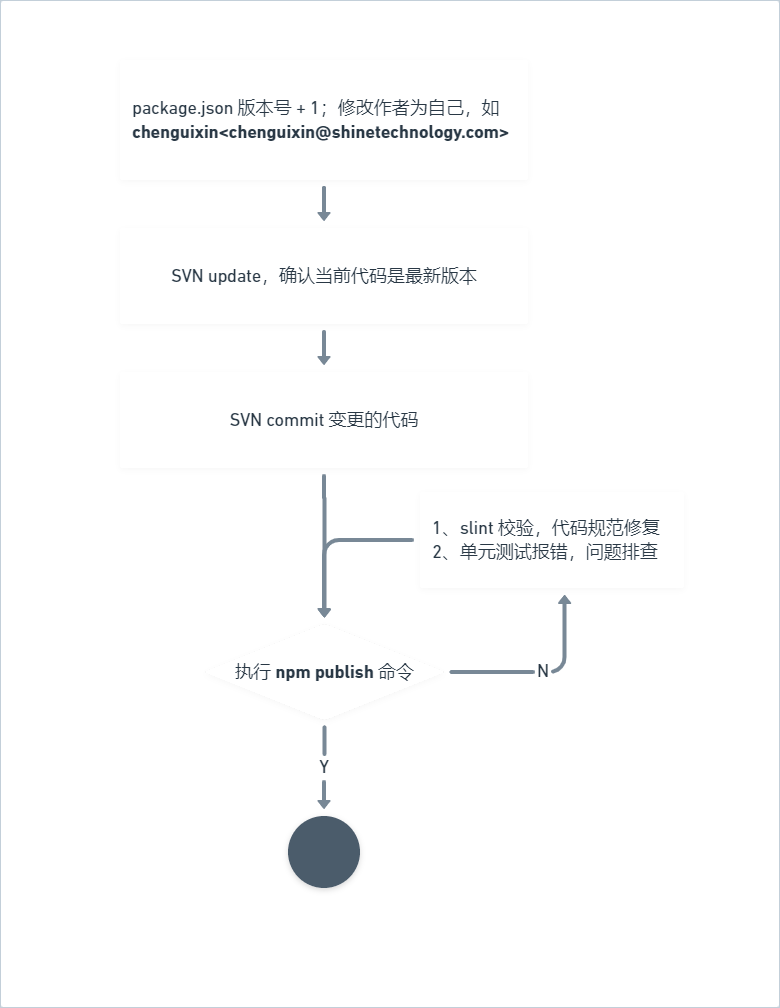 package.json 版本号 + 1；修改作者为自己，如
chenguixin<chenguixin@shinetechnology.com>
SVN update，确认当前代码是最新版本
SVN commit 变更的代码
1、slint 校验，代码规范修复
2、单元测试报错，问题排查
执行 npm publish 命令
N
Y